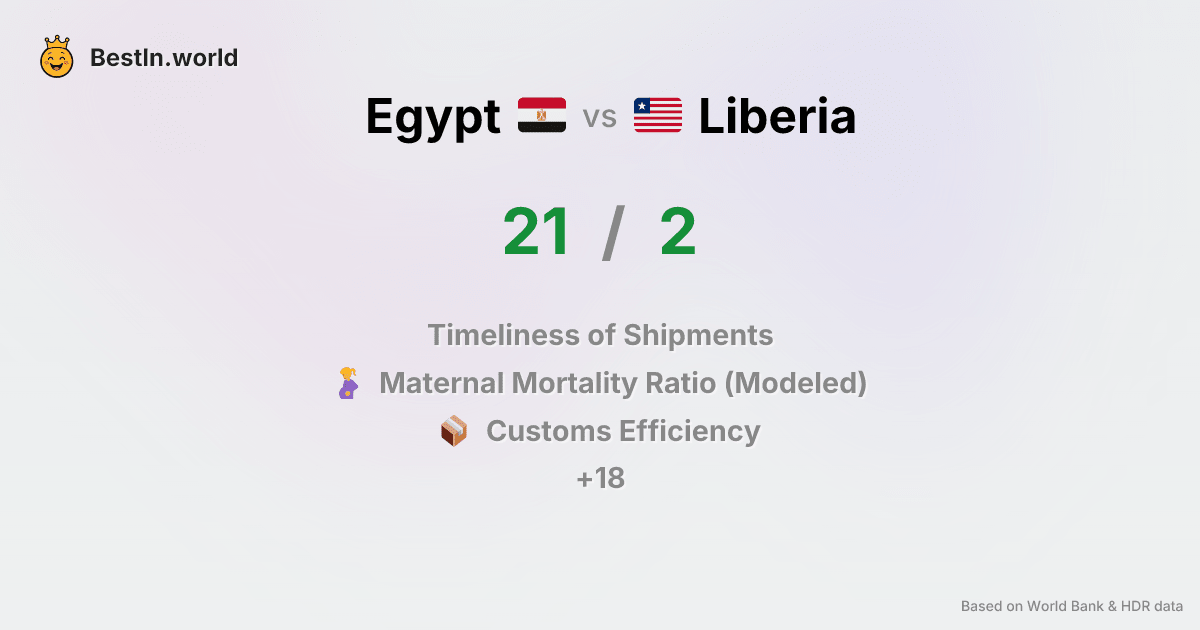 BestIn.world
Egypt vs Liberia
21 / 2
Timeliness of Shipments
Maternal Mortality Ratio (Modeled)
Customs Efficiency
+18
Based on World Bank & HDR data